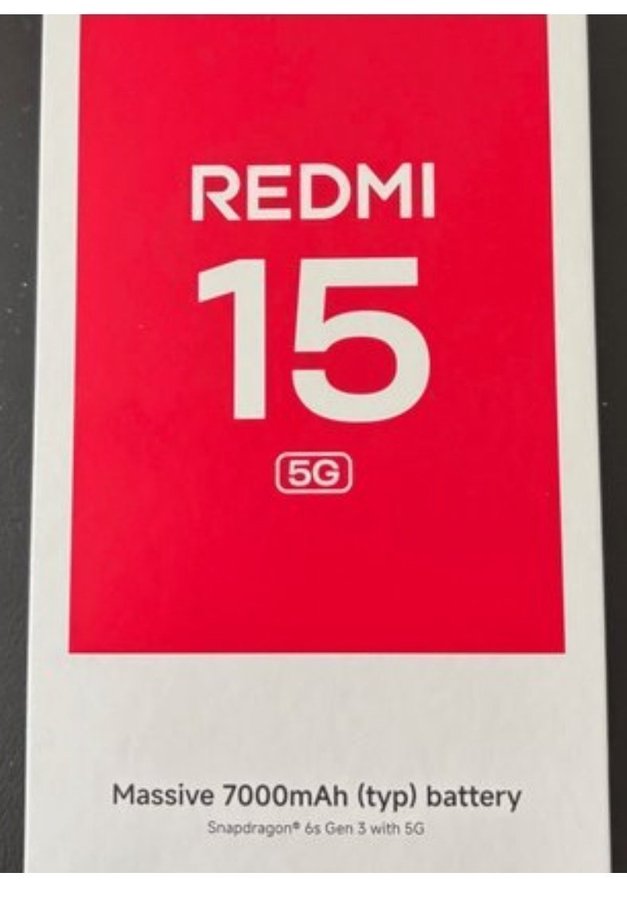 REDMI
15
5G
Massive 7000mAh (typ) battery
Snapdragon® 6s Gen 3 with 5G